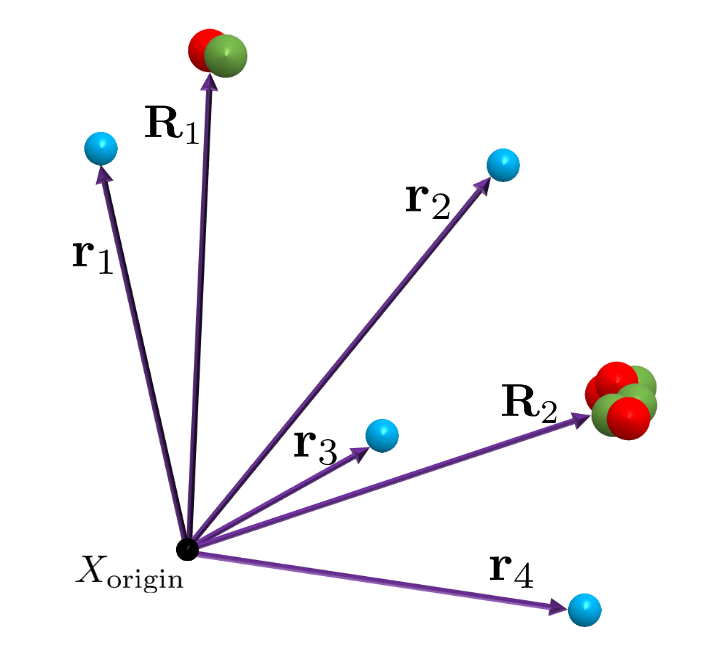 R₁
r₂
r₁
R₂
r₃
X_origin
r₄